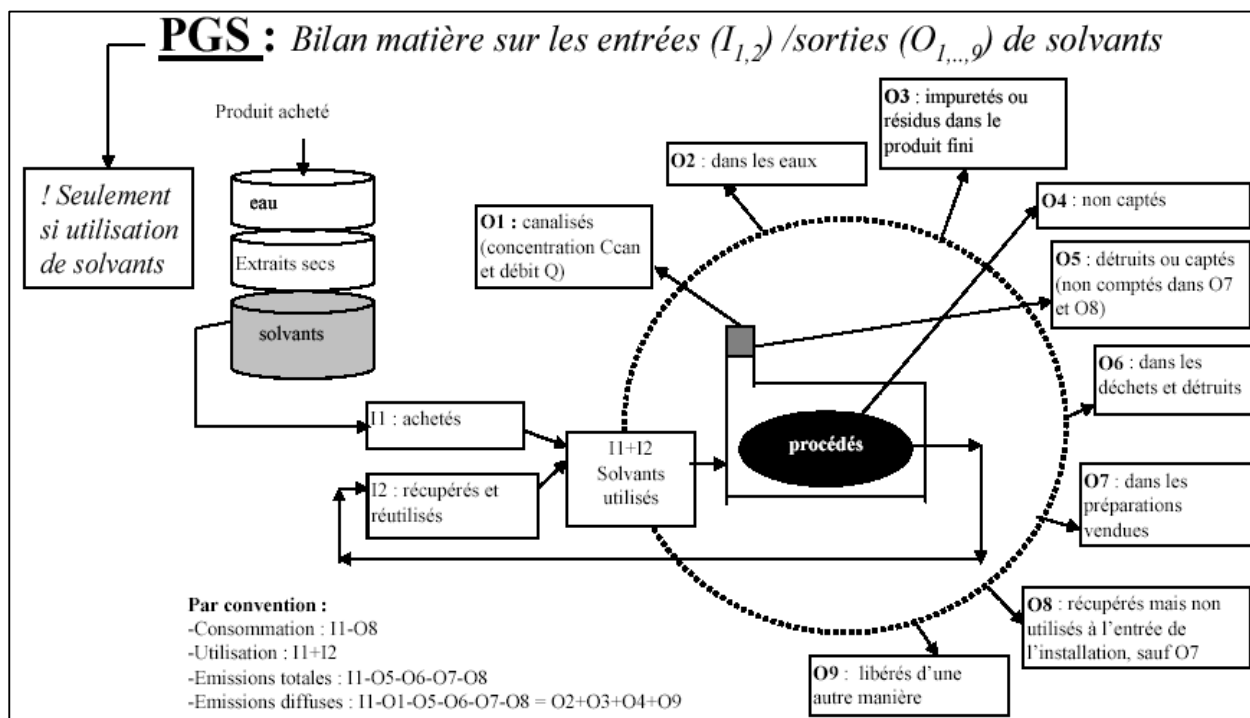 PGS : Bilan matière sur les entrées (I1,2) /sorties (O1,..,9) de solvants
Produit acheté
! Seulement
si utilisation
de solvants
eau
Extraits secs
solvants
O1 : canalisés
(concentration Ccan
et débit Q)
O2 : dans les eaux
O3 : impuretés ou
résidus dans le
produit fini
O4 : non captés
O5 : détruits ou captés
(non comptés dans O7
et O8)
O6 : dans les
déchets et détruits
I1 : achetés
I2 : récupérés et
réutilisés
I1+I2
Solvants
utilisés
procédés
O7 : dans les
préparations
vendues
O8 : récupérés mais non
utilisés à l'entrée de
l'installation, sauf O7
O9 : libérés d'une
autre manière
Par convention :
-Consommation : I1-O8
-Utilisation : I1+I2
-Emissions totales : I1-O5-O6-O7-O8
-Emissions diffuses : I1-O1-O5-O6-O7-O8 = O2+O3+O4+O9